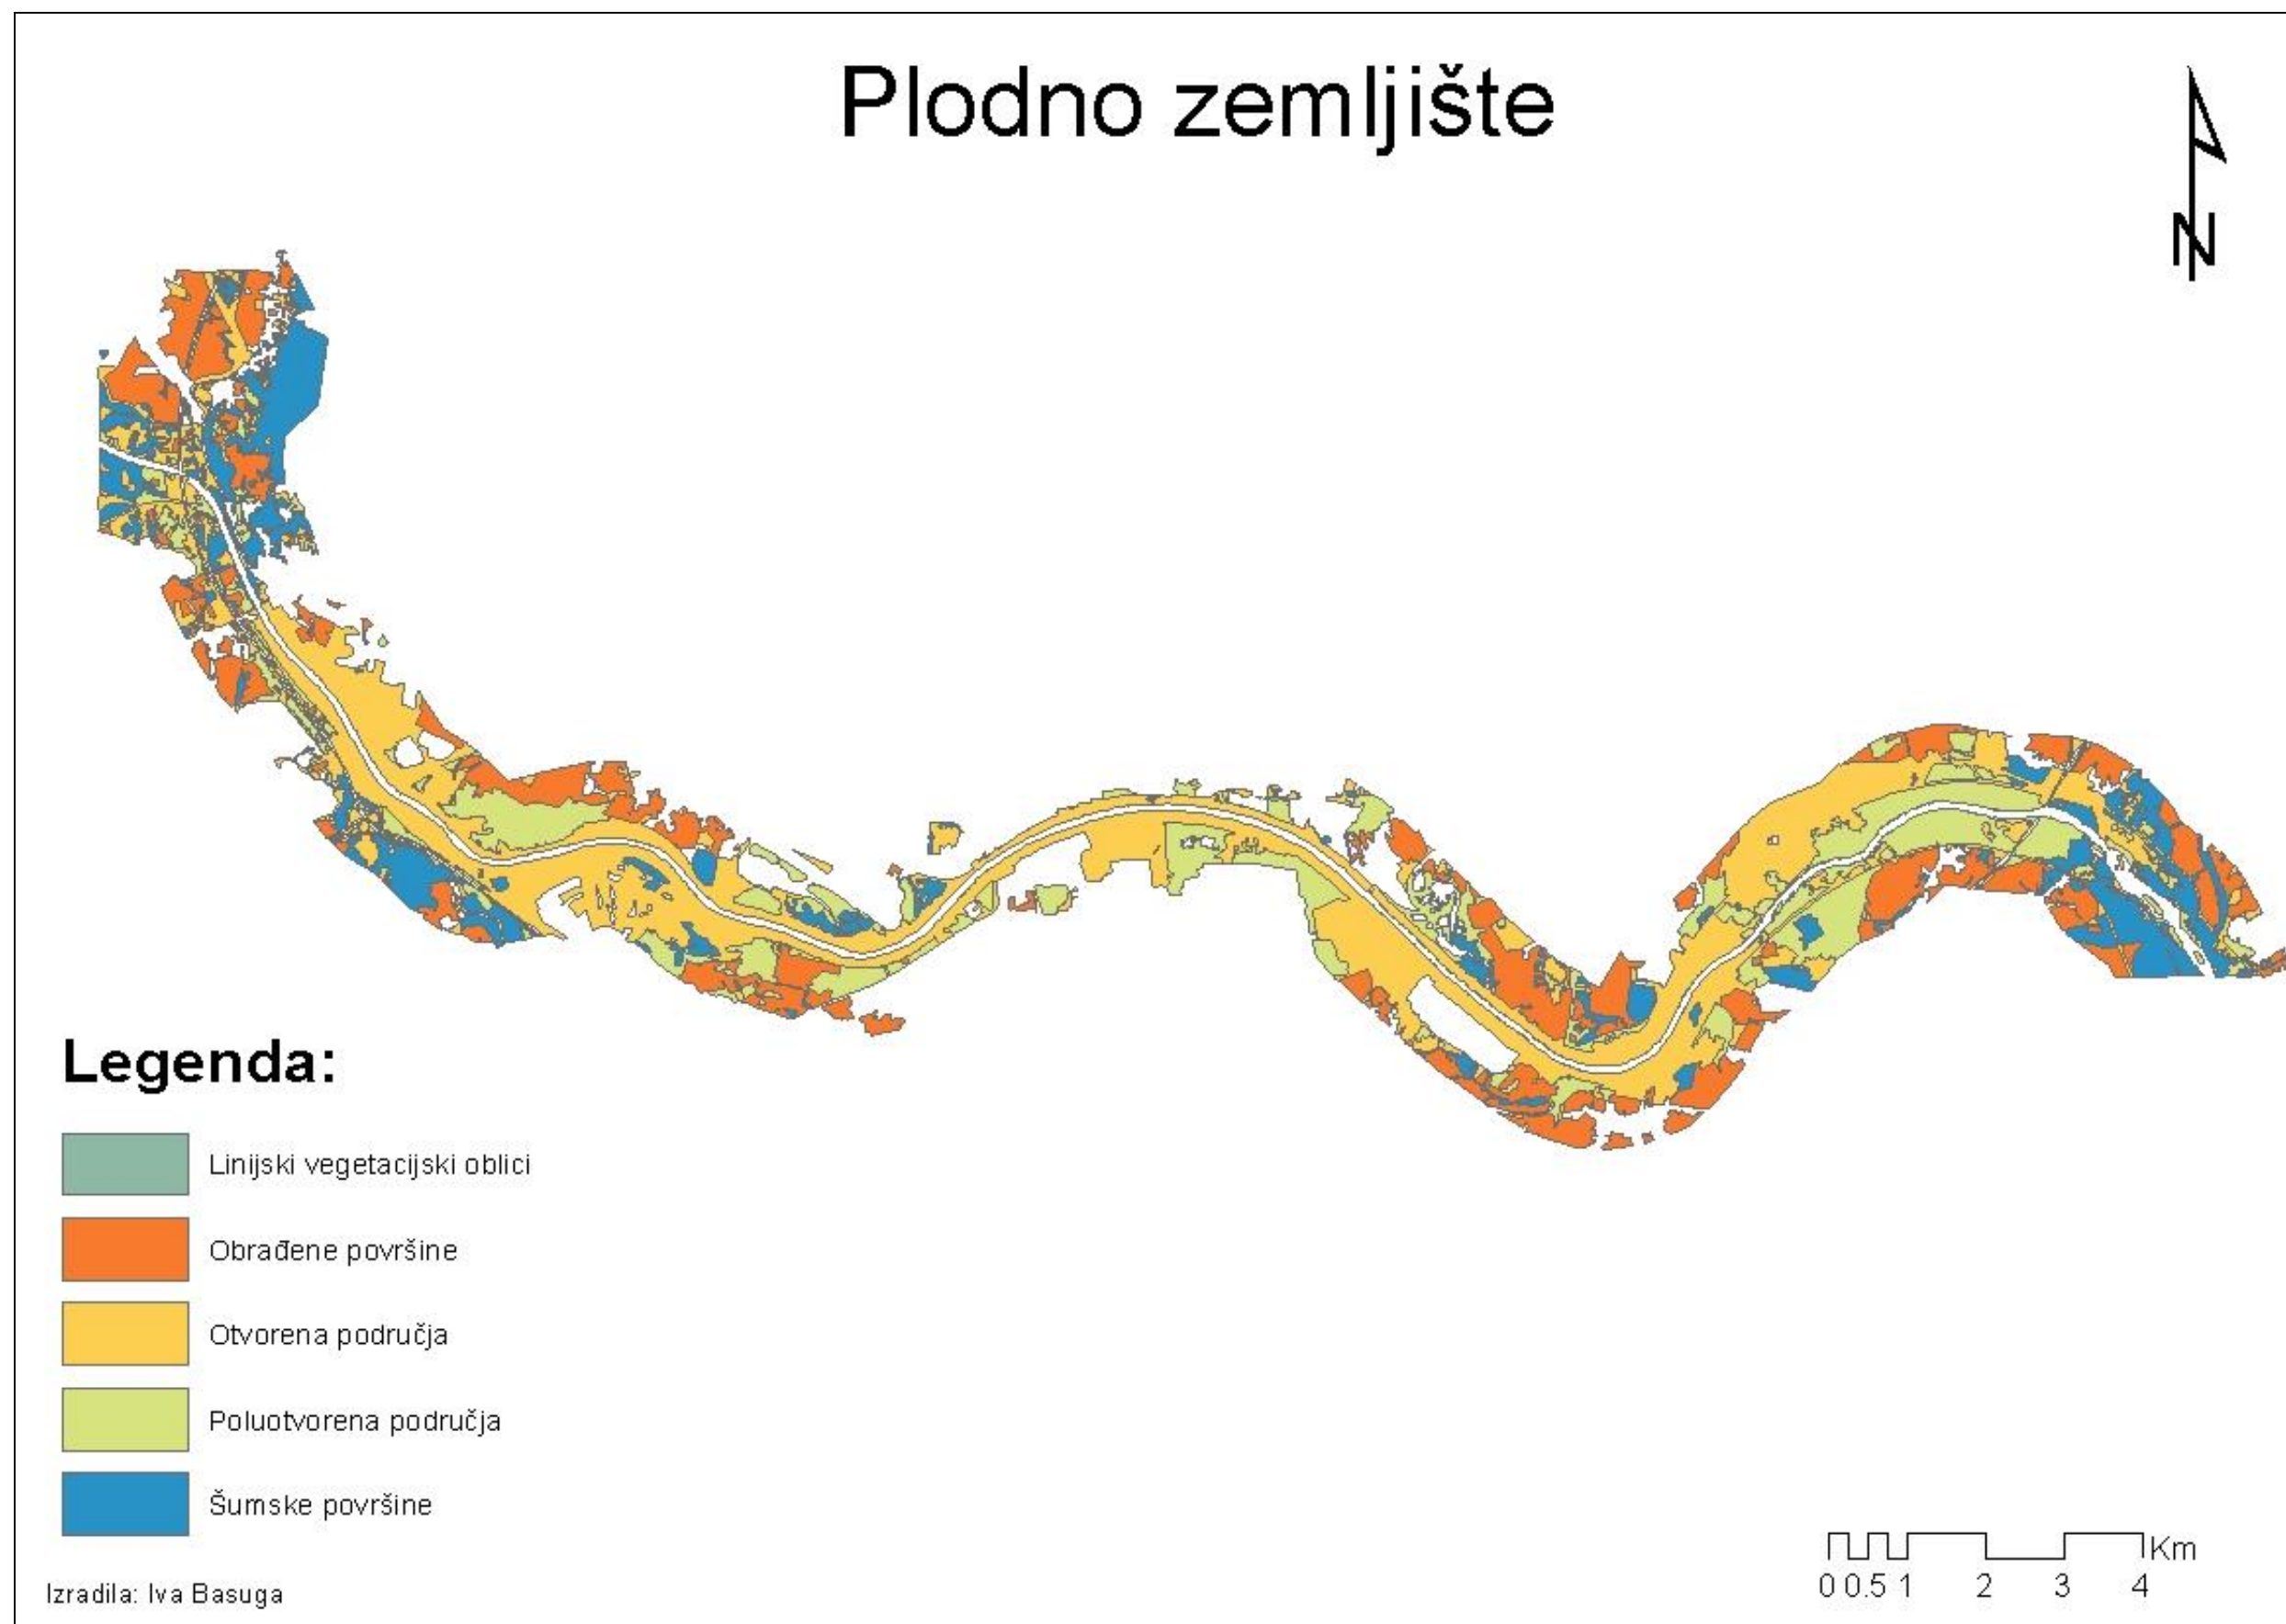 Plodno zemljište
N
Legenda:
Linijski vegetacijski oblici
Obrađene površine
Otvorena područja
Poluotvorena područja
Šumske površine
Km
0 0.5 1 2 3 4
Izradila: Iva Basuga